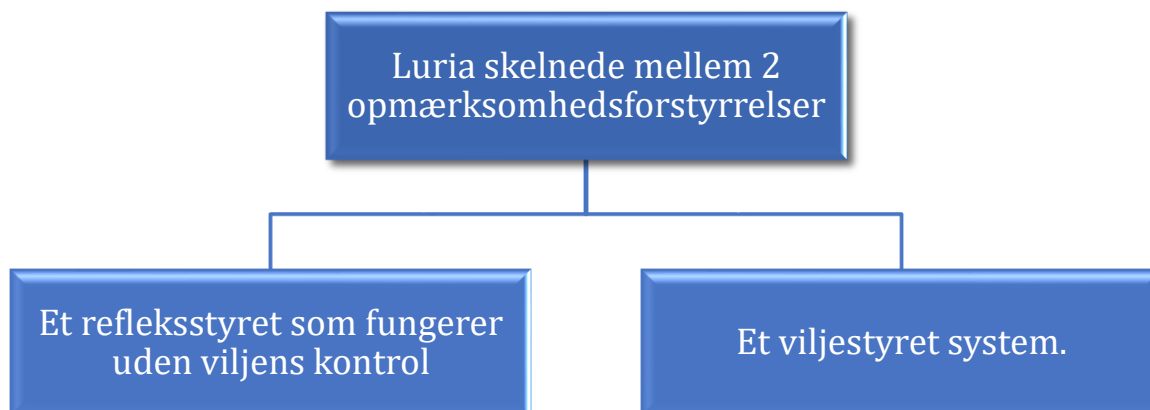 Luria skelnede mellem 2
opmærksomhedsforstyrrelser
Et refleksstyret som fungerer
uden viljens kontrol
Et viljestyret system.